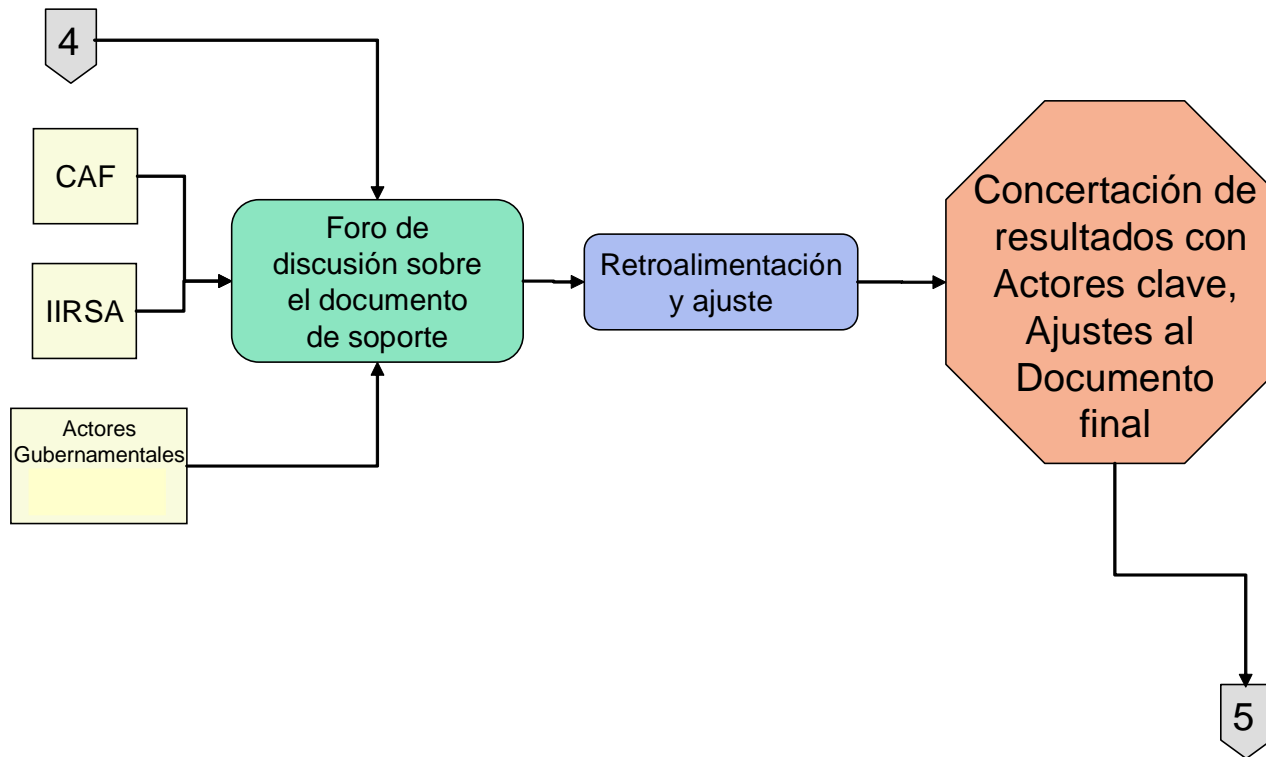 4
CAF
IIRSA
Actores
Gubernamentales
Foro de
discusión sobre
el documento
de soporte
Retroalimentación
y ajuste
Concertación de
resultados con
Actores clave,
Ajustes al
Documento
final
5